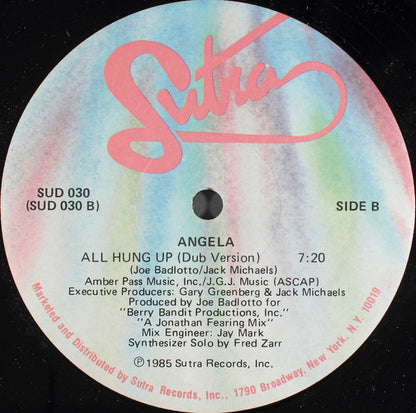 Sutra
SUD 030
(SUD 030 B)
SIDE B
ANGELA
ALL HUNG UP (Dub Version) 7:20
(Joe Badlotto/Jack Michaels)
Amber Pass Music, Inc./J.G.J. Music (ASCAP)
Executive Producers: Gary Greenberg & Jack Michaels
Produced by Joe Badlotto for
"Berry Bandit Productions, Inc."
"A Jonathan Fearing Mix"
Mix Engineer: Jay Mark
Synthesizer Solo by Fred Zarr
℗1985 Sutra Records, Inc.
Marketed and Distributed by Sutra Records, Inc., 1790 Broadway, New York, N.Y. 10019